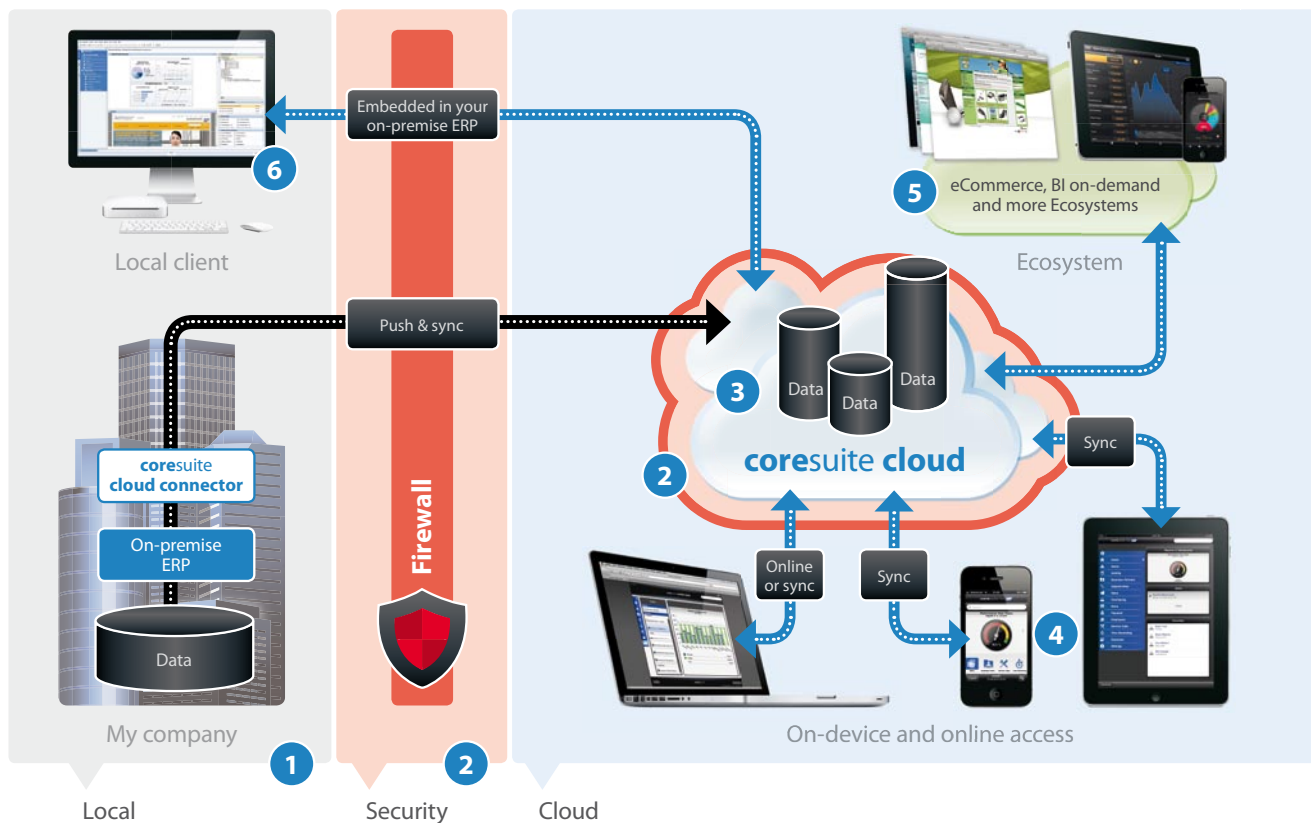 Embedded in your
on-premise ERP
6
Local client
5
eCommerce, BI on-demand
and more Ecosystems
Ecosystem
Push & sync
coresuite
cloud connector
On-premise
ERP
Data
My company
1
Firewall
2
3
Data
Data
Data
coresuite cloud
2
Sync
Online
or sync
Sync
4
On-device and online access
Local
Security
Cloud